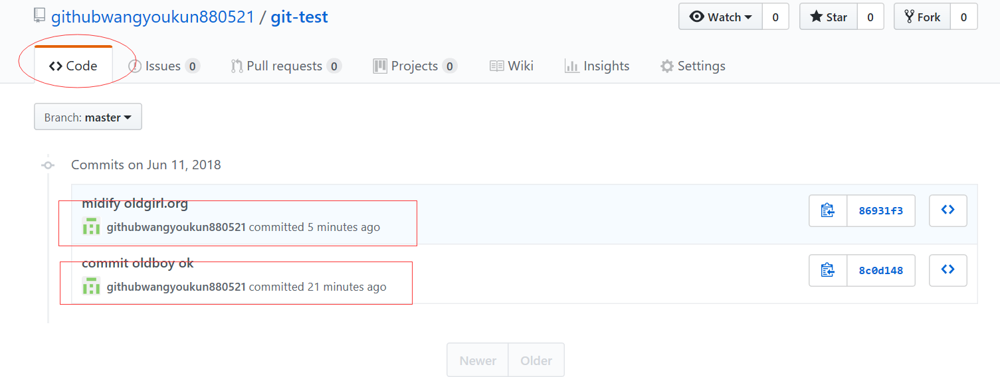 githubwangyoukun880521 / git-test
Watch 0 Star 0 Fork 0
Code Issues 0 Pull requests 0 Projects 0 Wiki Insights Settings
Branch: master
Commits on Jun 11, 2018
midify oldgirl.org
githubwangyoukun880521 committed 5 minutes ago
86931f3
commit oldboy ok
githubwangyoukun880521 committed 21 minutes ago
8c0d148
Newer Older